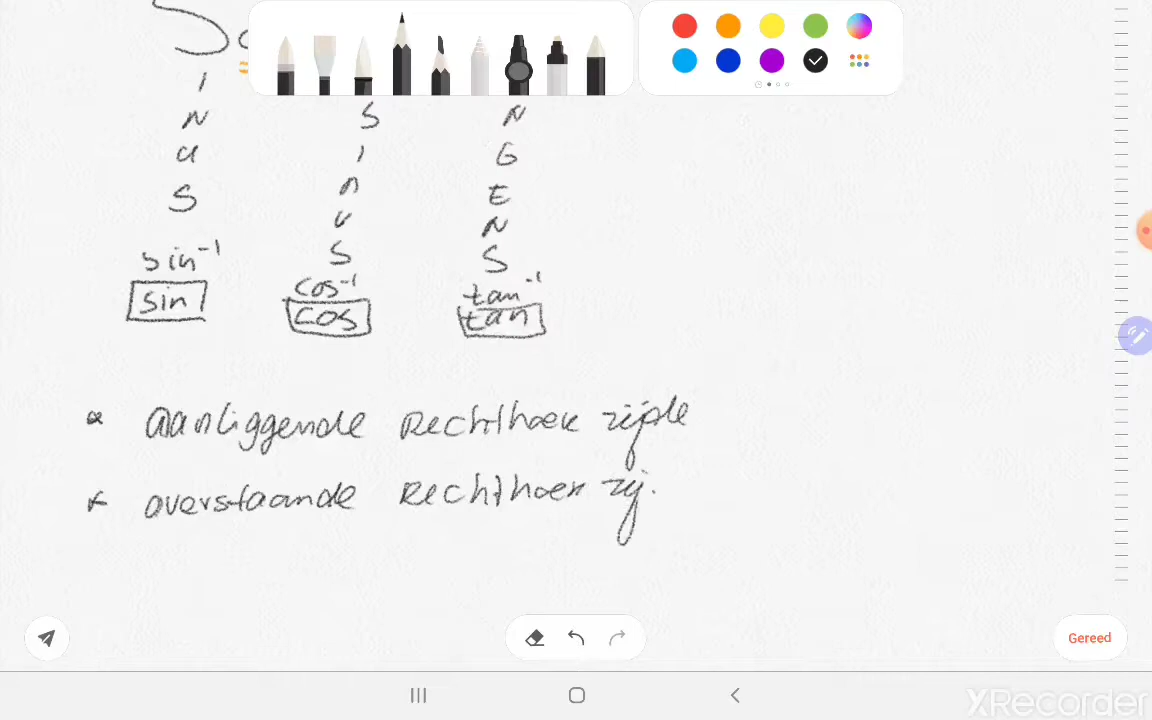 S
I N U S
S I N U S
N G E N S
sin⁻¹ cos⁻¹ tan⁻¹
sin cos tan
* aanliggende Rechthoek zijde
* overstaande Rechthoek zij.
Gereed
XRecorder